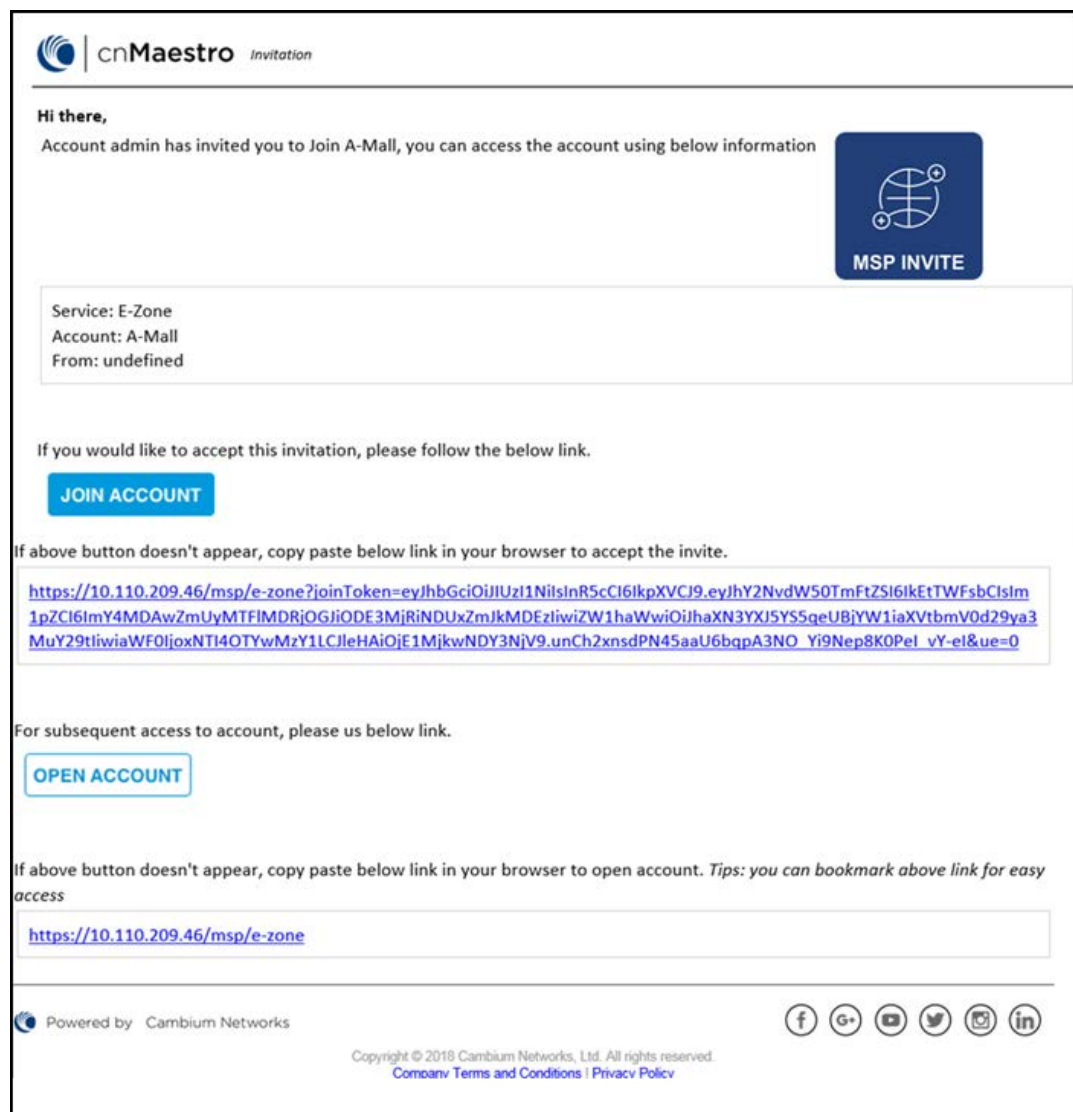 cnMaestro Invitation
Hi there,
Account admin has invited you to Join A-Mall, you can access the account using below information
MSP INVITE
Service: E-Zone
Account: A-Mall
From: undefined
If you would like to accept this invitation, please follow the below link.
JOIN ACCOUNT
If above button doesn't appear, copy paste below link in your browser to accept the invite.
https://10.110.209.46/msp/e-zone?joinToken=eyJhbGciOiJIUzI1NiIsInR5cCI6IkpXVCJ9.eyJhY2NvdW50TmFtZSI6IkEtTWFsbCIsIm
1pZCI6ImY4MDAwZmUyMTFlMDRjOGJiODE3MjRiNDUxZmJkMDEzIiwiZW1haWwiOiJhaXN3YXJ5YS5qeUBjYW1iaXVtbmV0d29ya3
MuY29tIiwiaWF0IjoxNTI4OTYwMzY1LCJleHAiOjE1MjkwNDY3NjV9.unCh2xnsdPN45aaU6bqpA3NO_Yi9Nep8K0PeI_vY-eI&ue=0
For subsequent access to account, please us below link.
OPEN ACCOUNT
If above button doesn't appear, copy paste below link in your browser to open account. Tips: you can bookmark above link for easy
access
https://10.110.209.46/msp/e-zone
Powered by Cambium Networks
f G+ in
Copyright © 2018 Cambium Networks, Ltd. All rights reserved.
Company Terms and Conditions | Privacy Policy